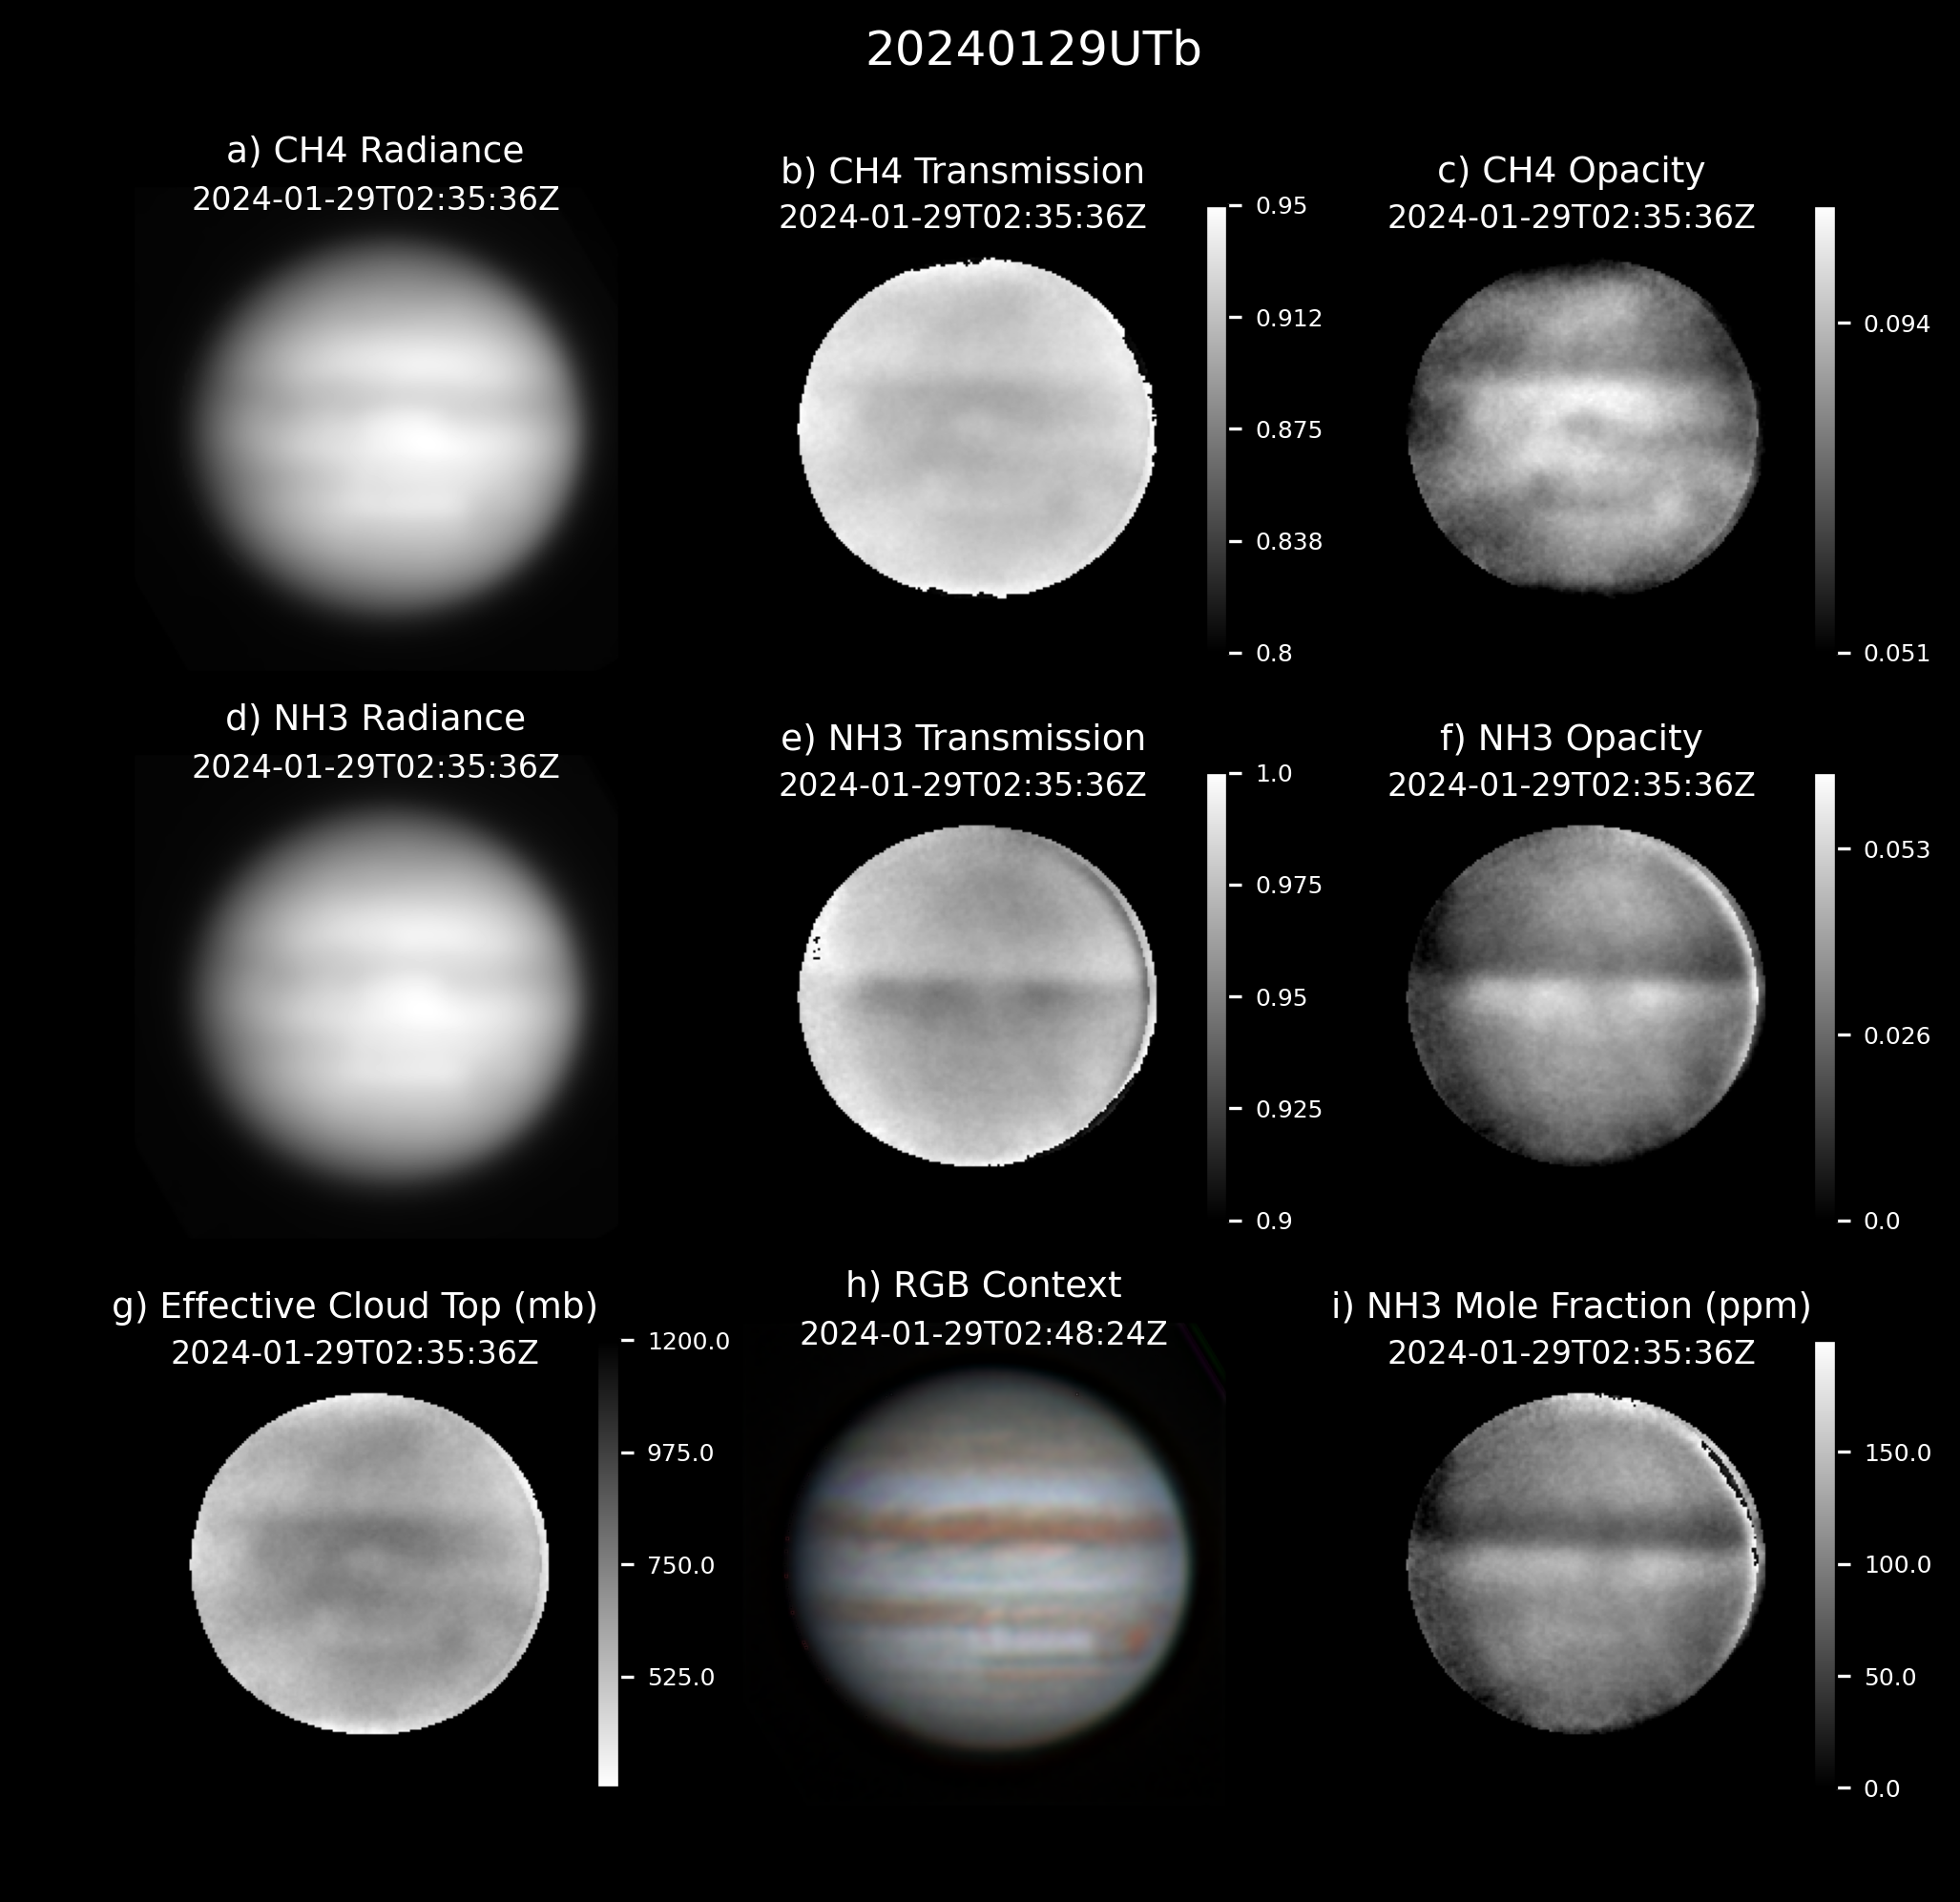 20240129UTb
a) CH4 Radiance
2024-01-29T02:35:36Z
b) CH4 Transmission
2024-01-29T02:35:36Z
0.95
0.912
0.875
0.838
0.8
c) CH4 Opacity
2024-01-29T02:35:36Z
0.094
0.051
d) NH3 Radiance
2024-01-29T02:35:36Z
e) NH3 Transmission
2024-01-29T02:35:36Z
1.0
0.975
0.95
0.925
0.9
f) NH3 Opacity
2024-01-29T02:35:36Z
0.053
0.026
0.0
g) Effective Cloud Top (mb)
2024-01-29T02:35:36Z
1200.0
975.0
750.0
525.0
h) RGB Context
2024-01-29T02:48:24Z
i) NH3 Mole Fraction (ppm)
2024-01-29T02:35:36Z
150.0
100.0
50.0
0.0